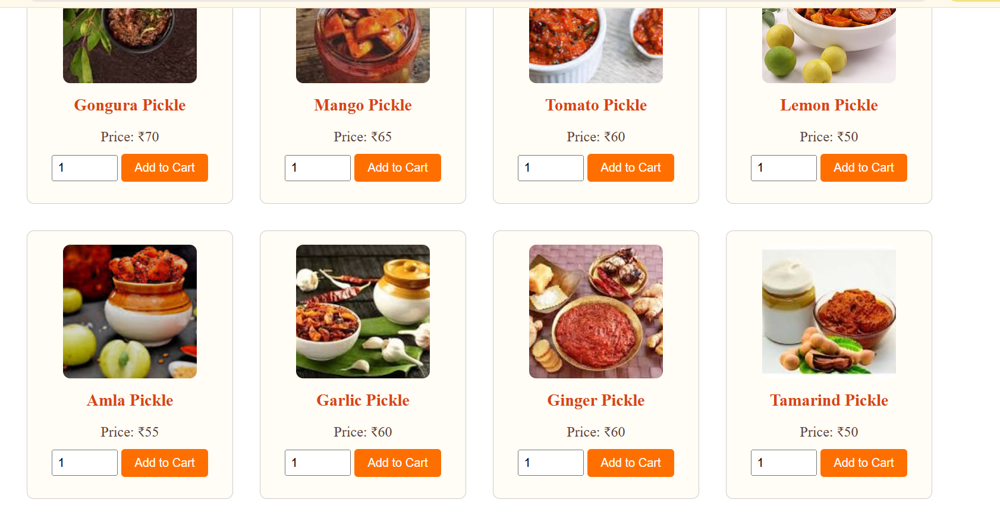 Gongura Pickle
Price: ₹70
1 Add to Cart
Mango Pickle
Price: ₹65
1 Add to Cart
Tomato Pickle
Price: ₹60
1 Add to Cart
Lemon Pickle
Price: ₹50
1 Add to Cart
Amla Pickle
Price: ₹55
1 Add to Cart
Garlic Pickle
Price: ₹60
1 Add to Cart
Ginger Pickle
Price: ₹60
1 Add to Cart
Tamarind Pickle
Price: ₹50
1 Add to Cart